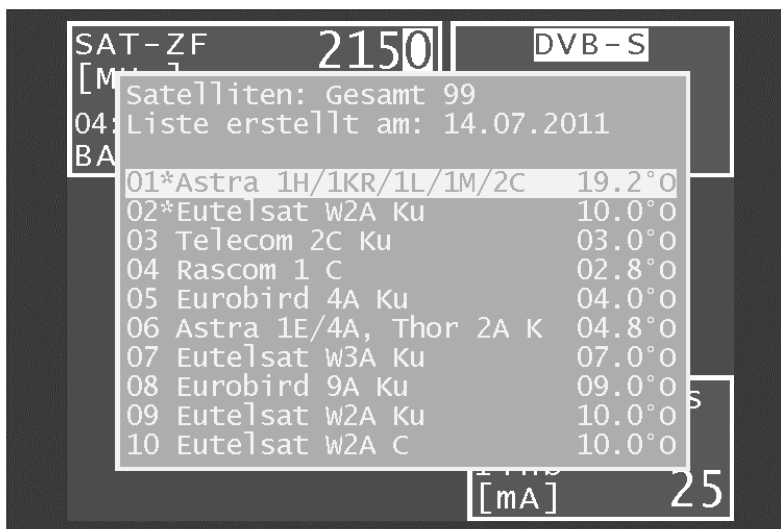 SAT-ZF 2150
DVB-S
[M
04:
BA
Satelliten: Gesamt 99
Liste erstellt am: 14.07.2011
01*Astra 1H/1KR/1L/1M/2C 19.2°O
02*Eutelsat W2A Ku 10.0°O
03 Telecom 2C Ku 03.0°O
04 Rascom 1 C 02.8°O
05 Eurobird 4A Ku 04.0°O
06 Astra 1E/4A, Thor 2A K 04.8°O
07 Eutelsat W3A Ku 07.0°O
08 Eurobird 9A Ku 09.0°O
09 Eutelsat W2A Ku 10.0°O
10 Eutelsat W2A C 10.0°O
S
[mA] 25